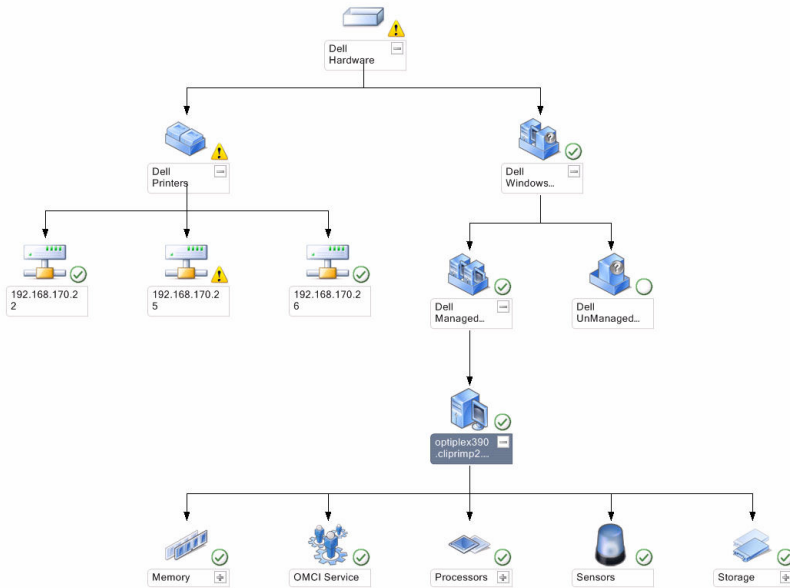 Dell
Hardware
Dell
Printers
Dell
Windows...
192.168.170.2
2
192.168.170.2
5
192.168.170.2
6
Dell
Managed...
Dell
UnManaged...
optiplex390
.cliprimp2...
Memory
OMCI Service
Processors
Sensors
Storage